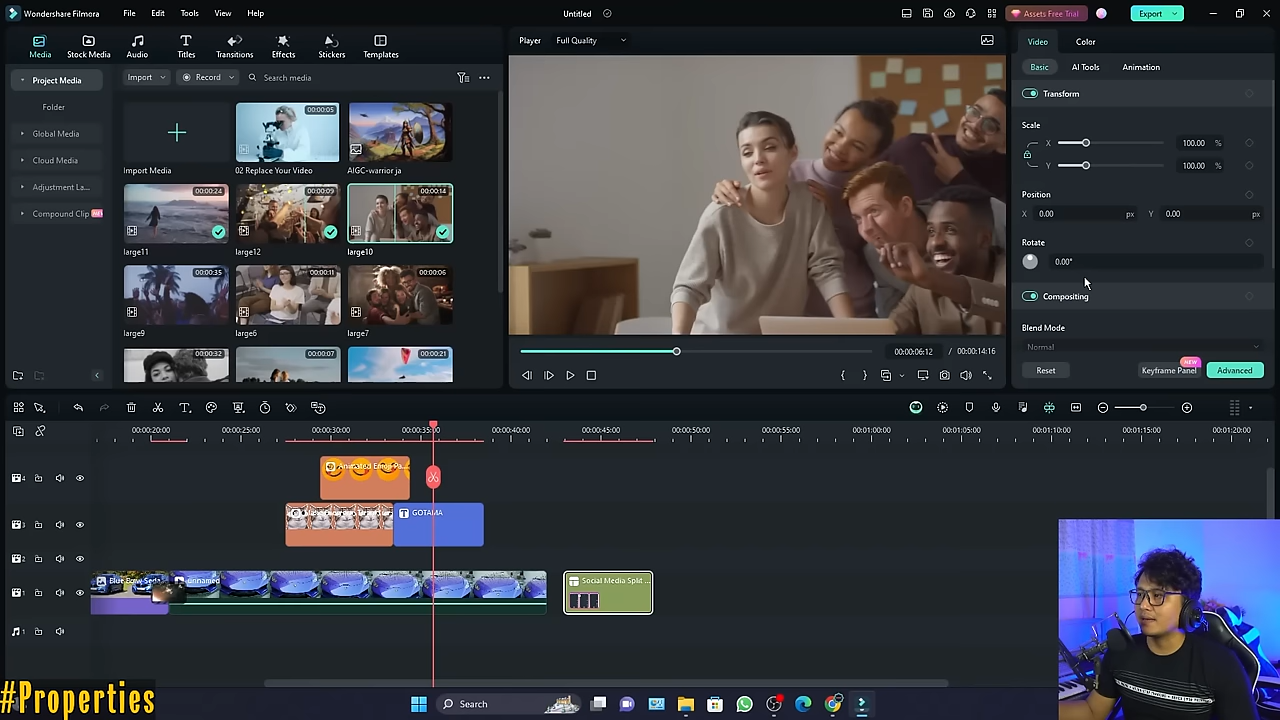 Wondershare Filmora
File
Edit
Tools
View
Help
Untitled
Assets Free Trial
Export
Media
Stock Media
Audio
Titles
Transitions
Effects
Stickers
Templates
Player
Full Quality
Video
Color
Basic
AI Tools
Animation
Project Media
Folder
Global Media
Cloud Media
Adjustment La...
Compound Clip
Import
Record
Search media
Import Media
00:00:05
02 Replace Your Video
AIGC-warrior ja
00:00:24
large11
00:00:09
large12
00:00:14
large10
00:00:35
large9
00:00:11
large6
00:00:06
large7
00:00:32
00:00:07
00:00:21
00:00:06:12 / 00:00:14:16
Transform
Scale
X 100.00 %
Y 100.00 %
Position
X 0.00 px Y 0.00 px
Rotate
0.00°
Compositing
Blend Mode
Normal
Reset
Keyframe Panel
NEW
Advanced
00:00:20:00
00:00:25:00
00:00:30:00
00:00:35:00
00:00:40:00
00:00:45:00
00:00:50:00
00:00:55:00
00:01:00:00
00:01:05:00
00:01:10:00
00:01:15:00
00:01:20:00
4
Animated Emoji Pa...
GOTAMA
2
unnamed
Social Media Split ...
1
#Properties
Search